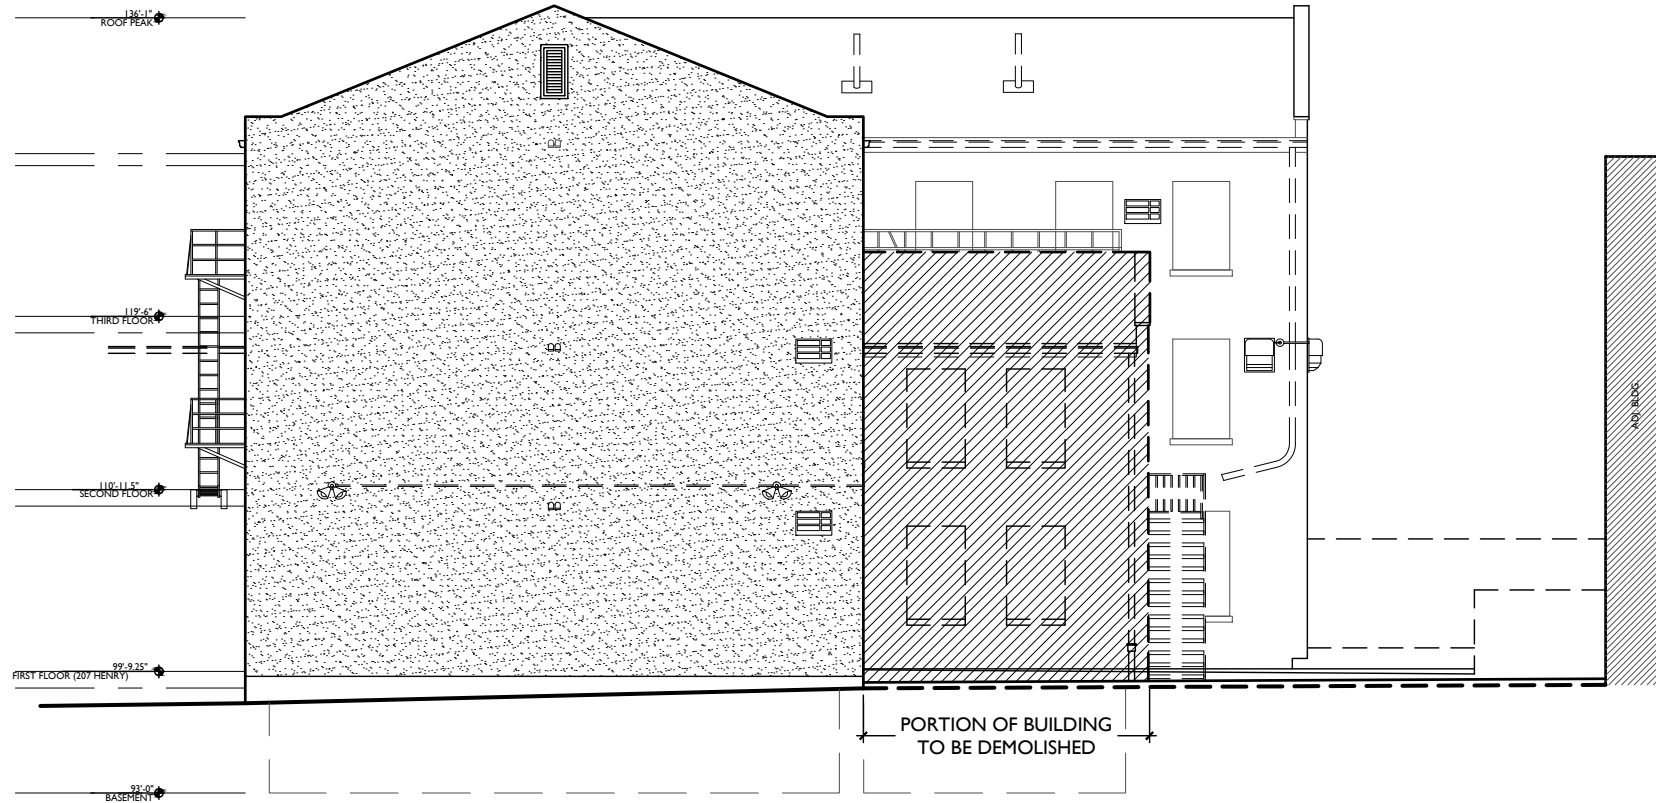 136'-1"
ROOF PEAK
119'-6"
THIRD FLOOR
110'-11.5"
SECOND FLOOR
99'-9.25"
FIRST FLOOR (207 HENRY)
93'-0"
BASEMENT
PORTION OF BUILDING
TO BE DEMOLISHED
ADJ. BLDG.